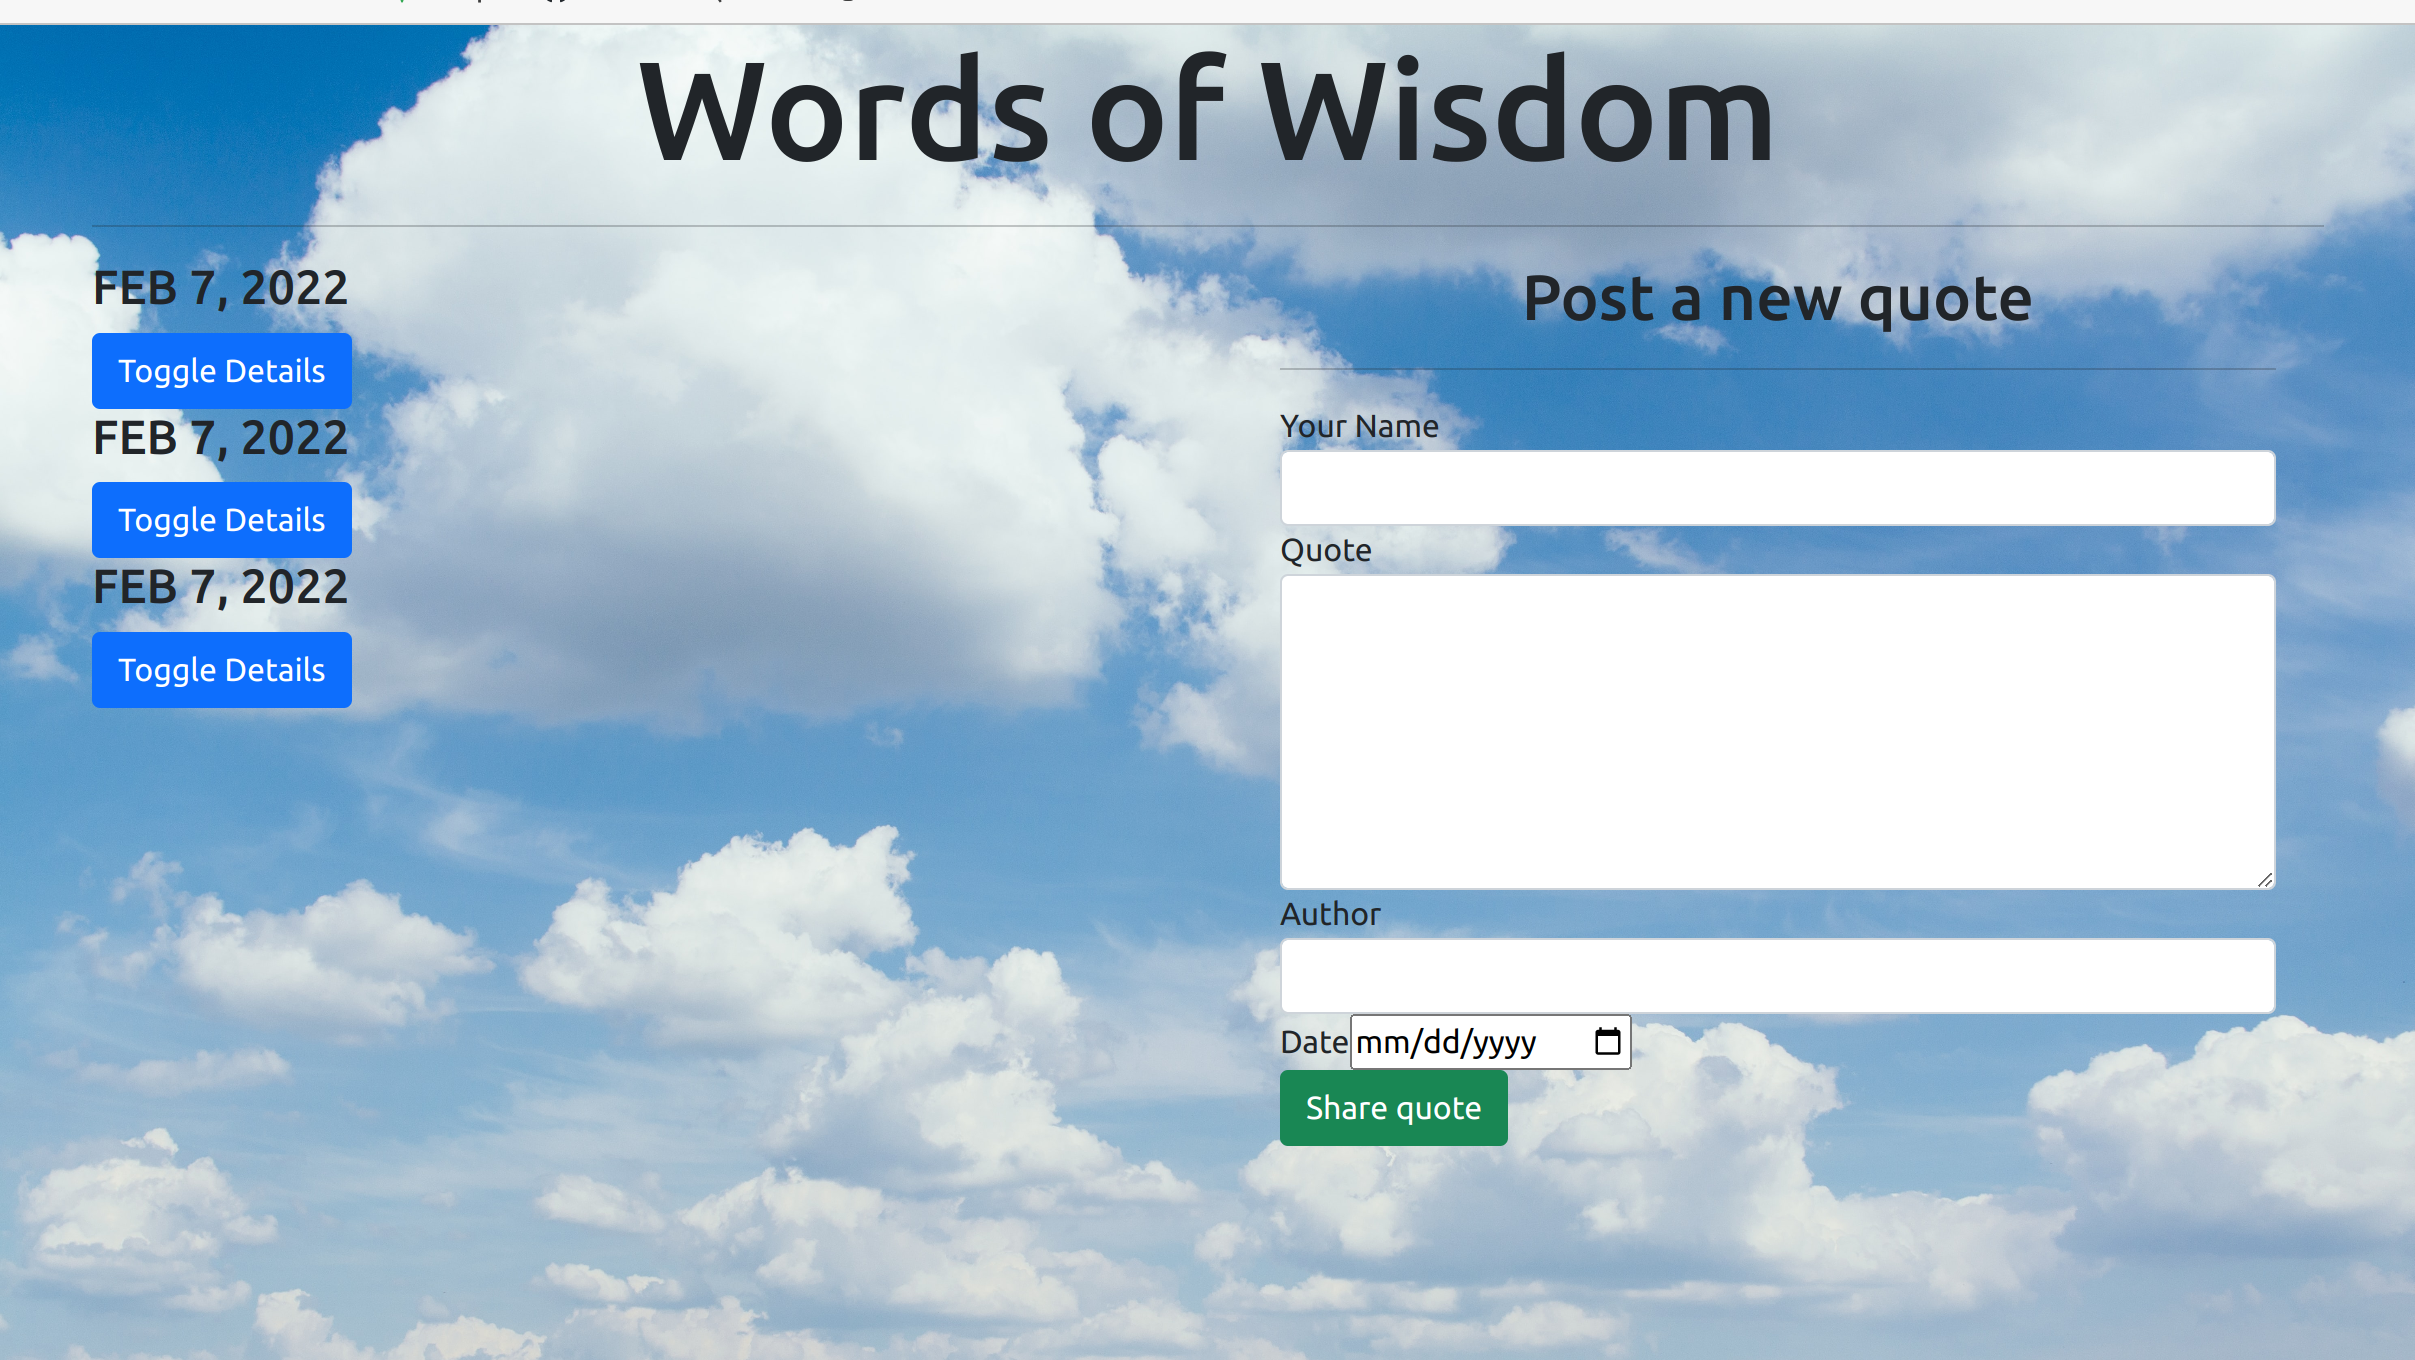 Words of Wisdom
FEB 7, 2022
Toggle Details
FEB 7, 2022
Toggle Details
FEB 7, 2022
Toggle Details
Post a new quote
Your Name
Quote
Author
Date mm/dd/yyyy
Share quote